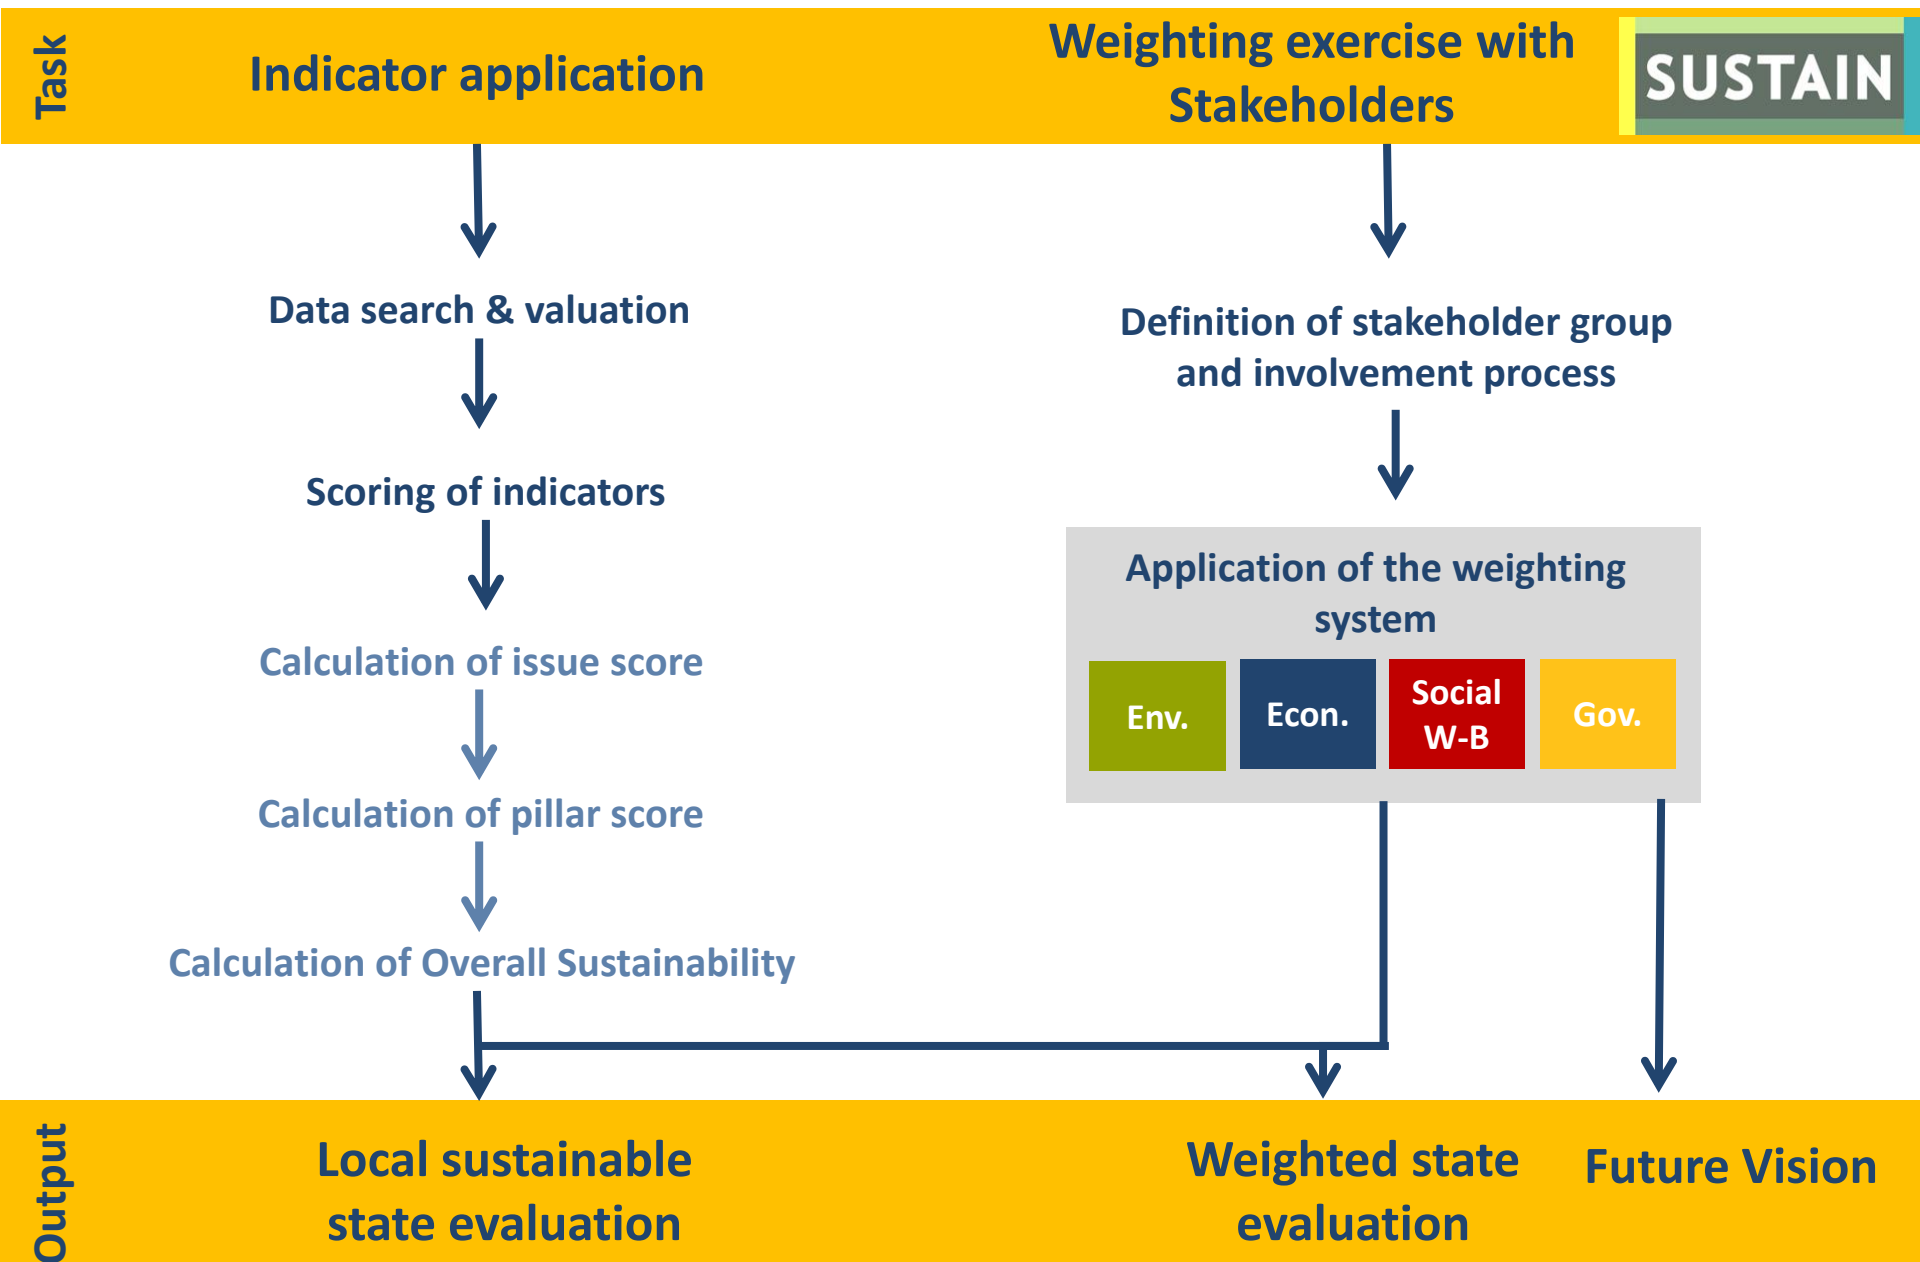 Task
Indicator application
Weighting exercise with
Stakeholders
SUSTAIN
Data search & valuation
Scoring of indicators
Calculation of issue score
Calculation of pillar score
Calculation of Overall Sustainability
Definition of stakeholder group
and involvement process
Application of the weighting
system
Env.
Econ.
Social
W-B
Gov.
Output
Local sustainable
state evaluation
Weighted state
evaluation
Future Vision